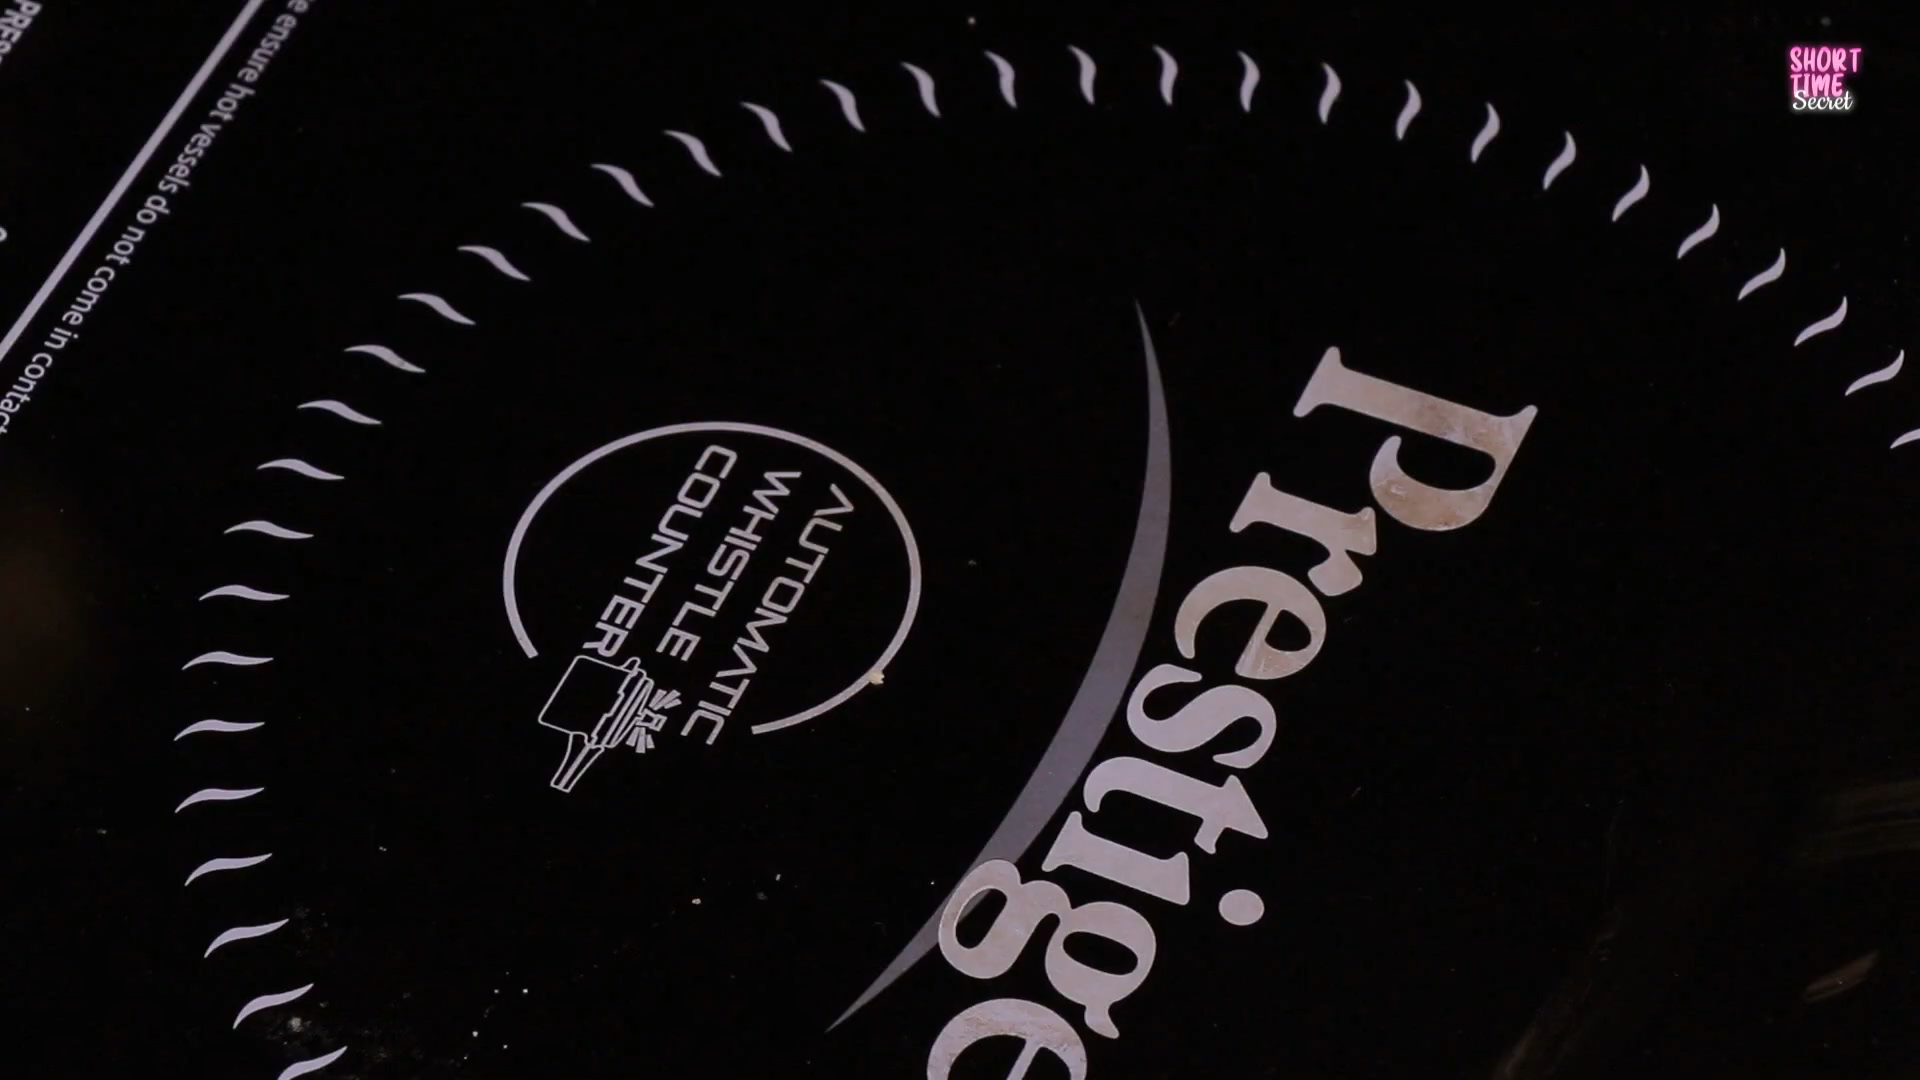 SHORT
TIME
Secret
Prestige
AUTOMATIC
WHISTLE
COUNTER
ensure hot vessels do not come in contact